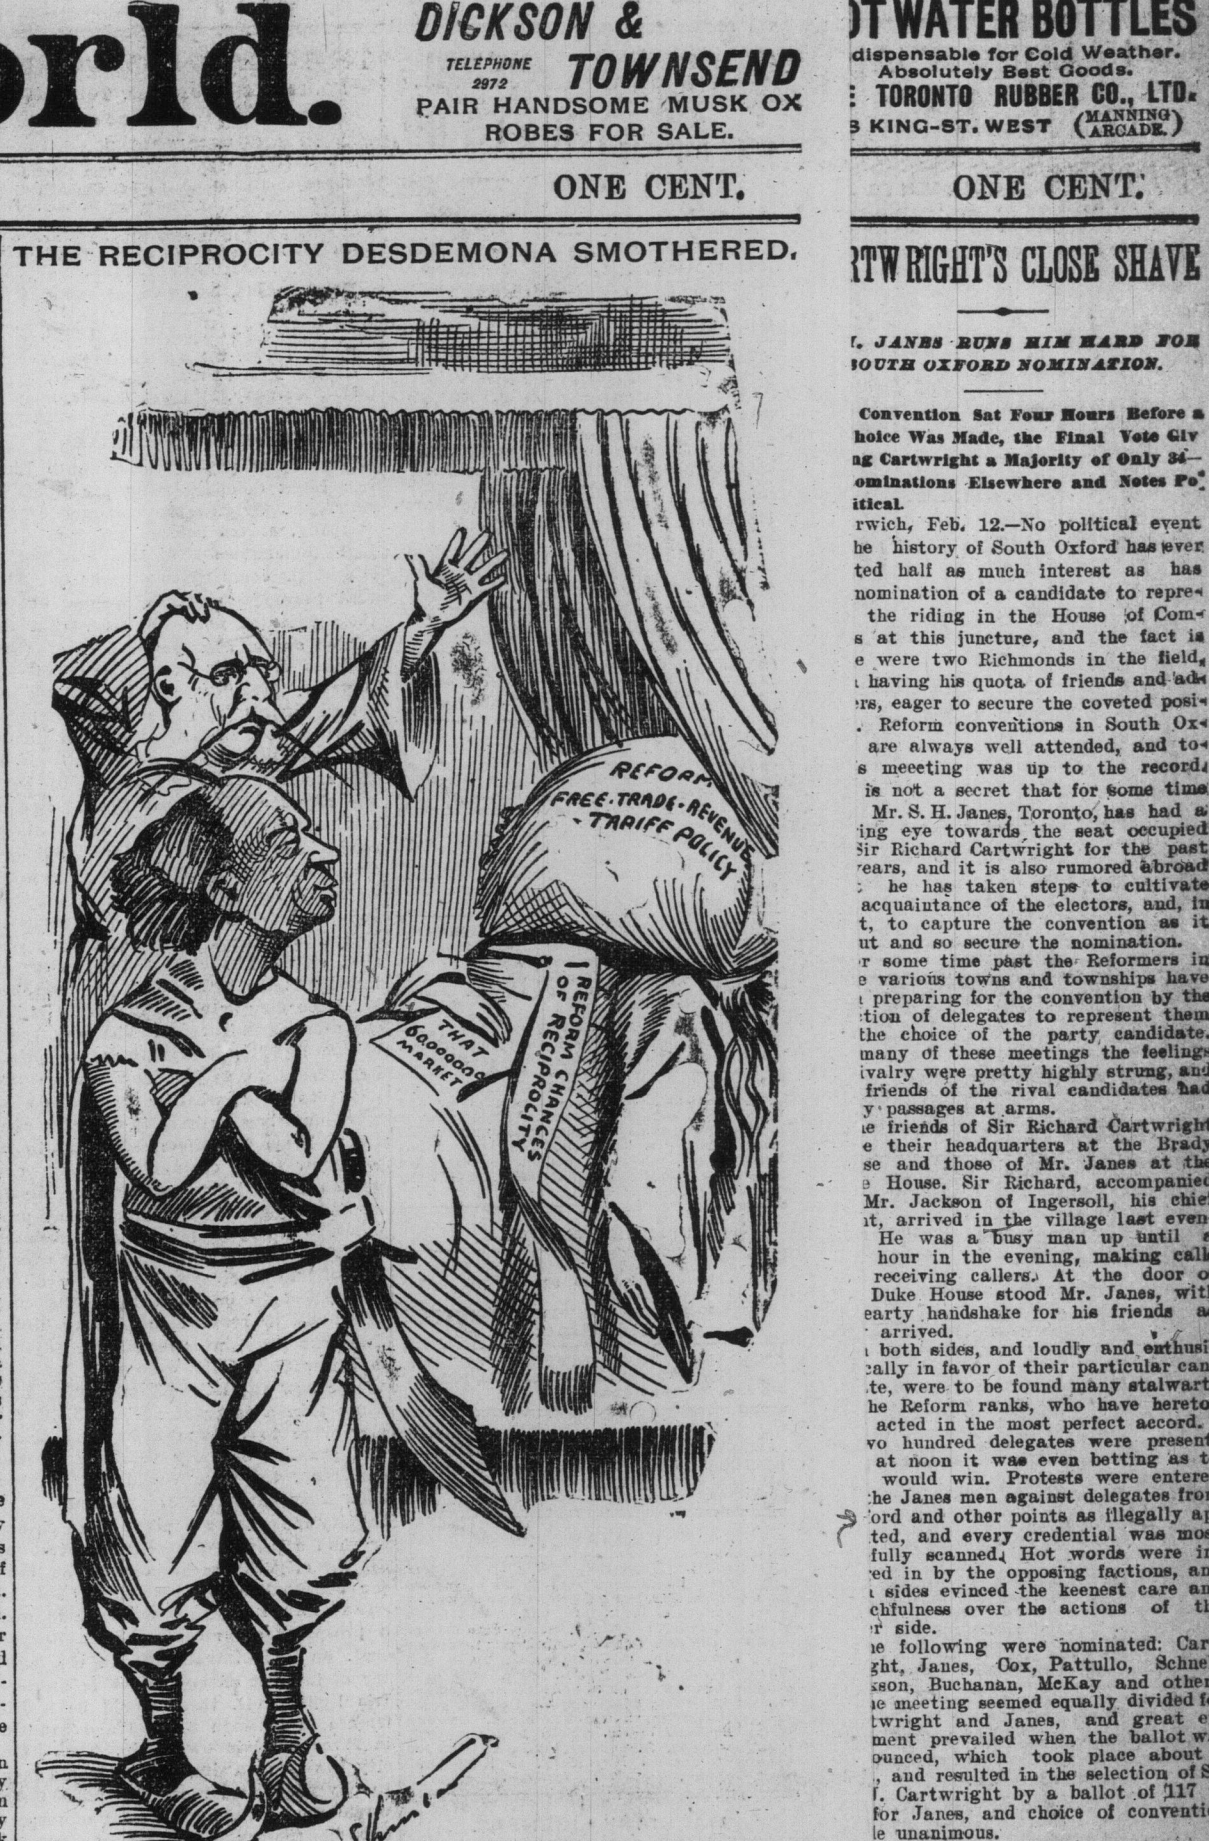 orld.
DICKSON &
TELEPHONE
2972
TOWNSEND
PAIR HANDSOME MUSK OX
ROBES FOR SALE.
ONE CENT.
THE RECIPROCITY DESDEMONA SMOTHERED.
REFORM
FREE-TRADE-REVENUE
-TARIFF POLICY
REFORM CHANCES
OF RECIPROCITY
THAT
60000000
MARKET
OT WATER BOTTLES
dispensable for Cold Weather.
Absolutely Best Goods.
E TORONTO RUBBER CO., LTD.
KING-ST. WEST (MANNING
ARCADE.)
ONE CENT.
RTWRIGHT'S CLOSE SHAVE
. JANES RUNS HIM HARD FOR
SOUTH OXFORD NOMINATION.
Convention Sat Four Hours Before a
hoice Was Made, the Final Vote Giv
ng Cartwright a Majority of Only 34—
ominations Elsewhere and Notes Po
itical.
rwich, Feb. 12.—No political event
he history of South Oxford has ever
ted half as much interest as has
nomination of a candidate to repre-
the riding in the House of Com-
s at this juncture, and the fact is
e were two Richmonds in the field,
having his quota of friends and ad-
rs, eager to secure the coveted posi-
. Reform conventions in South Ox-
are always well attended, and to-
s meeeting was up to the record.
is not a secret that for some time
Mr. S. H. Janes, Toronto, has had a
ing eye towards the seat occupied
Sir Richard Cartwright for the past
ears, and it is also rumored abroad
he has taken steps to cultivate
acquaintance of the electors, and, in
t, to capture the convention as it
ut and so secure the nomination.
r some time past the Reformers in
e various towns and townships have
preparing for the convention by the
tion of delegates to represent them
the choice of the party candidate.
many of these meetings the feelings
ivalry were pretty highly strung, and
friends of the rival candidates had
y passages at arms.
e friends of Sir Richard Cartwright
e their headquarters at the Brady
se and those of Mr. Janes at the
e House. Sir Richard, accompanied
Mr. Jackson of Ingersoll, his chief
t, arrived in the village last even
He was a busy man up until a
hour in the evening, making call
receiving callers. At the door o
Duke House stood Mr. Janes, with
earty handshake for his friends a
arrived.
both sides, and loudly and enthusi
cally in favor of their particular can
te, were to be found many stalwart
he Reform ranks, who have hereto
acted in the most perfect accord.
vo hundred delegates were present
at noon it was even betting as t
would win. Protests were entere
he Janes men against delegates from
ord and other points as illegally ap
ted, and every credential was mos
fully scanned. Hot words were in
ed in by the opposing factions, an
sides evinced the keenest care an
chfulness over the actions of th
r side.
e following were nominated: Car
ght, Janes, Cox, Pattullo, Schne
son, Buchanan, McKay and other
e meeting seemed equally divided f
twright and Janes, and great e
ment prevailed when the ballot w
ounced, which took place about
, and resulted in the selection of S
. Cartwright by a ballot of 117
for Janes, and choice of conventi
le unanimous.